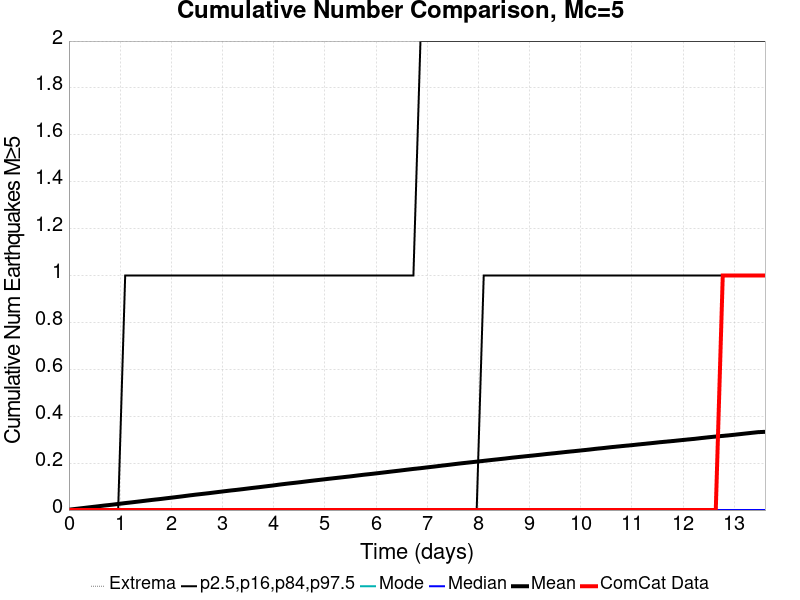 Cumulative Number Comparison, Mc=5
Cumulative Num Earthquakes M≥5
2
1.8
1.6
1.4
1.2
1
0.8
0.6
0.4
0.2
0
0 1 2 3 4 5 6 7 8 9 10 11 12 13
Time (days)
Extrema p2.5,p16,p84,p97.5 Mode Median Mean ComCat Data